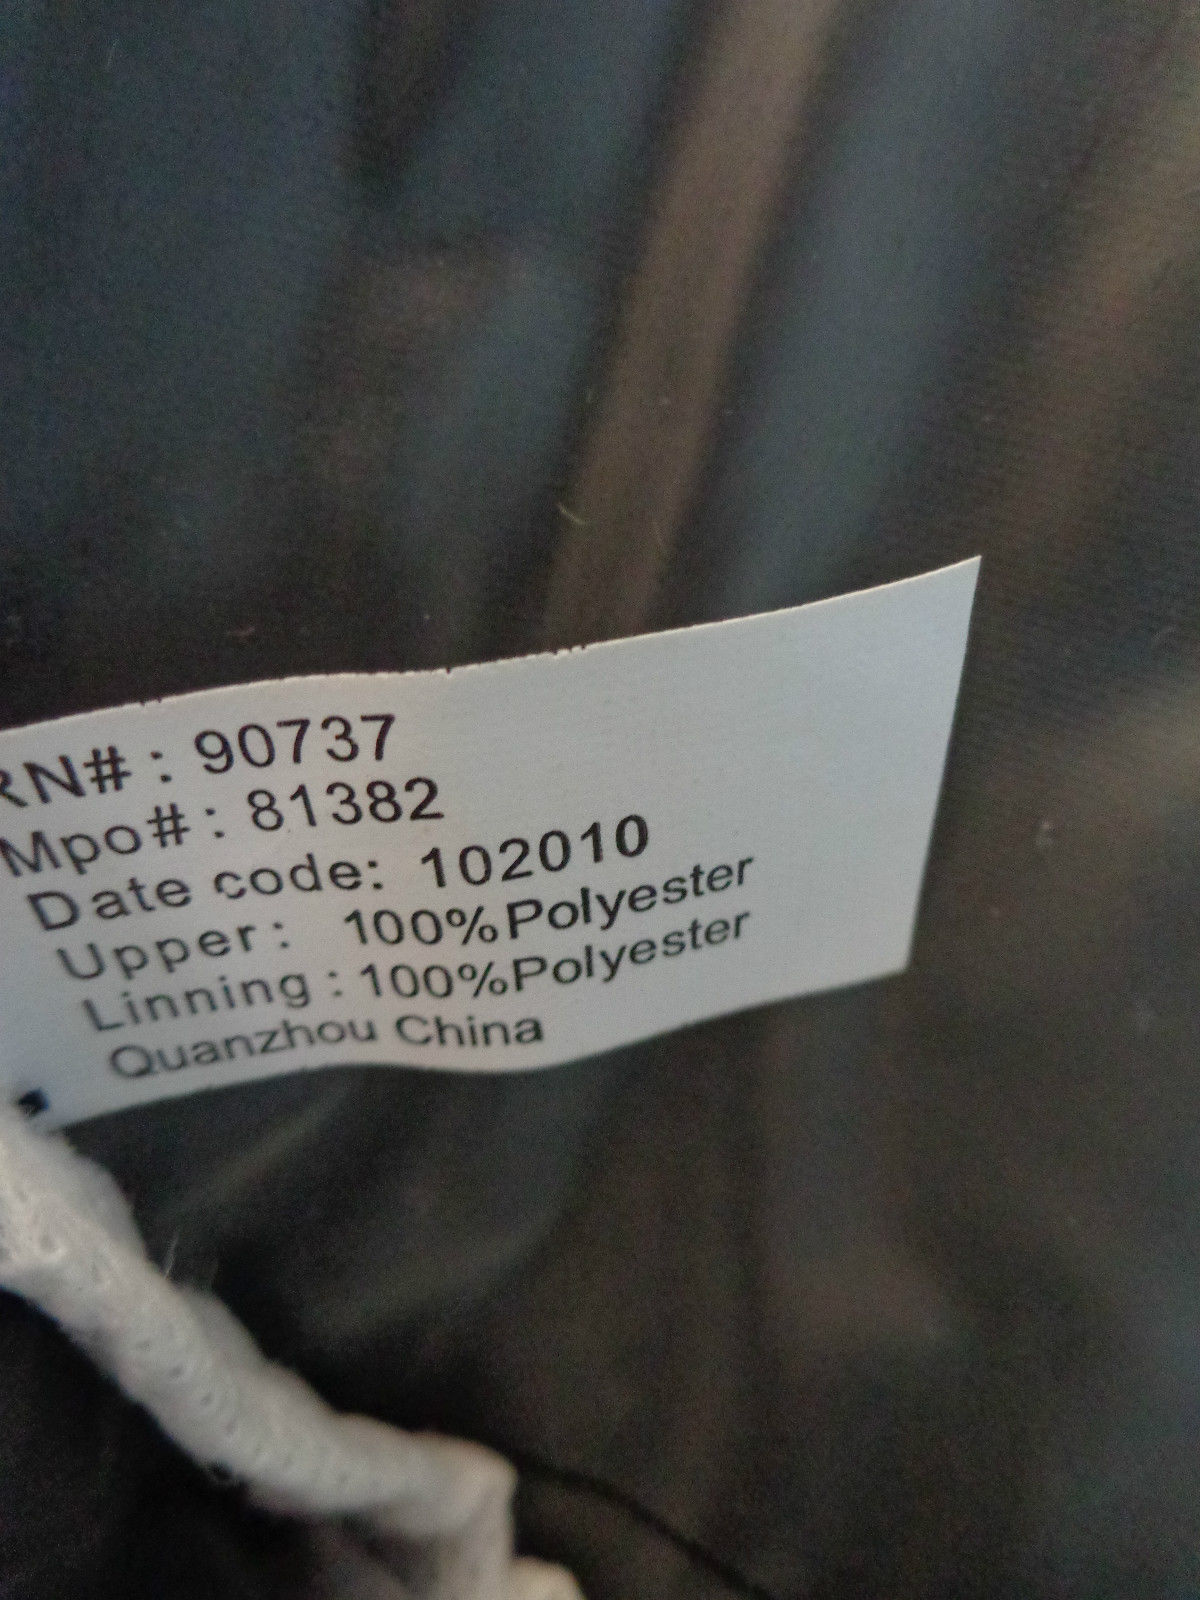 RN# : 90737
Mpo# : 81382
Date code: 102010
Upper : 100%Polyester
Linning : 100%Polyester
Quanzhou China